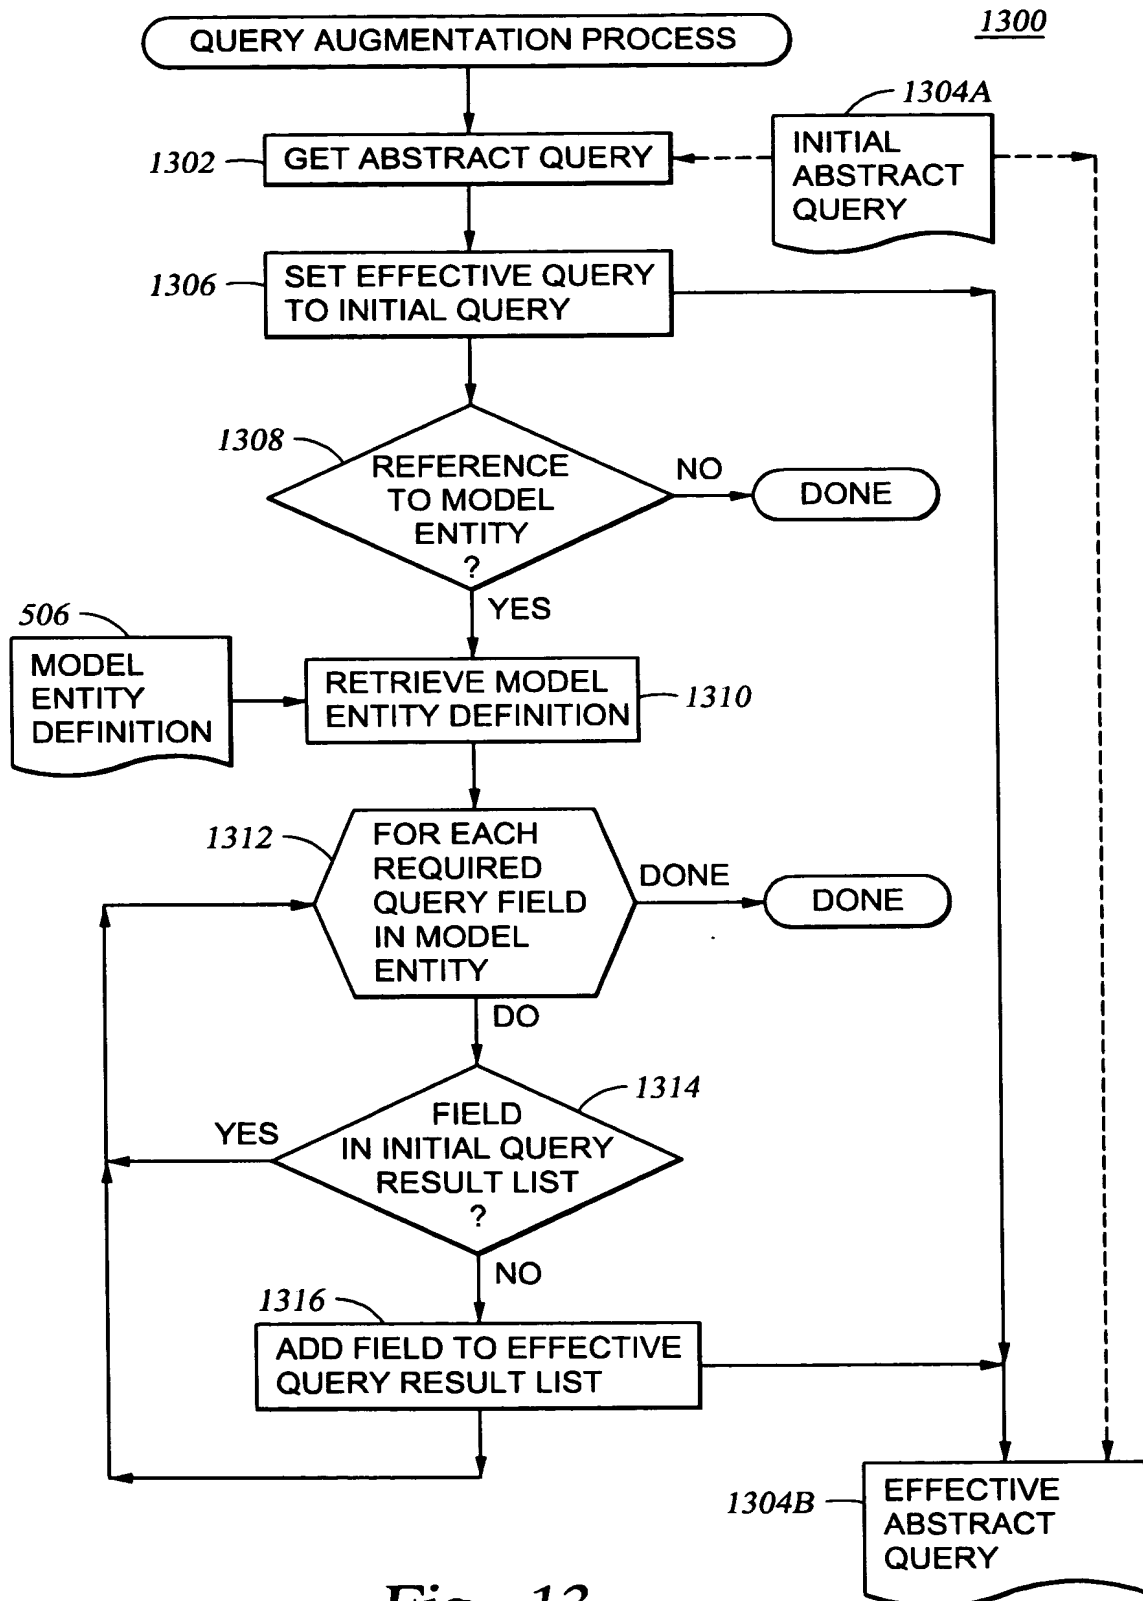 1300
QUERY AUGMENTATION PROCESS
1304A
1302
GET ABSTRACT QUERY
INITIAL
ABSTRACT
QUERY
1306
SET EFFECTIVE QUERY
TO INITIAL QUERY
1308
REFERENCE
TO MODEL
ENTITY
?
NO
DONE
YES
506
MODEL
ENTITY
DEFINITION
RETRIEVE MODEL
ENTITY DEFINITION
1310
1312
FOR EACH
REQUIRED
QUERY FIELD
IN MODEL
ENTITY
DONE
DONE
DO
1314
FIELD
IN INITIAL QUERY
RESULT LIST
?
YES
NO
1316
ADD FIELD TO EFFECTIVE
QUERY RESULT LIST
1304B
EFFECTIVE
ABSTRACT
QUERY
Fig. 13